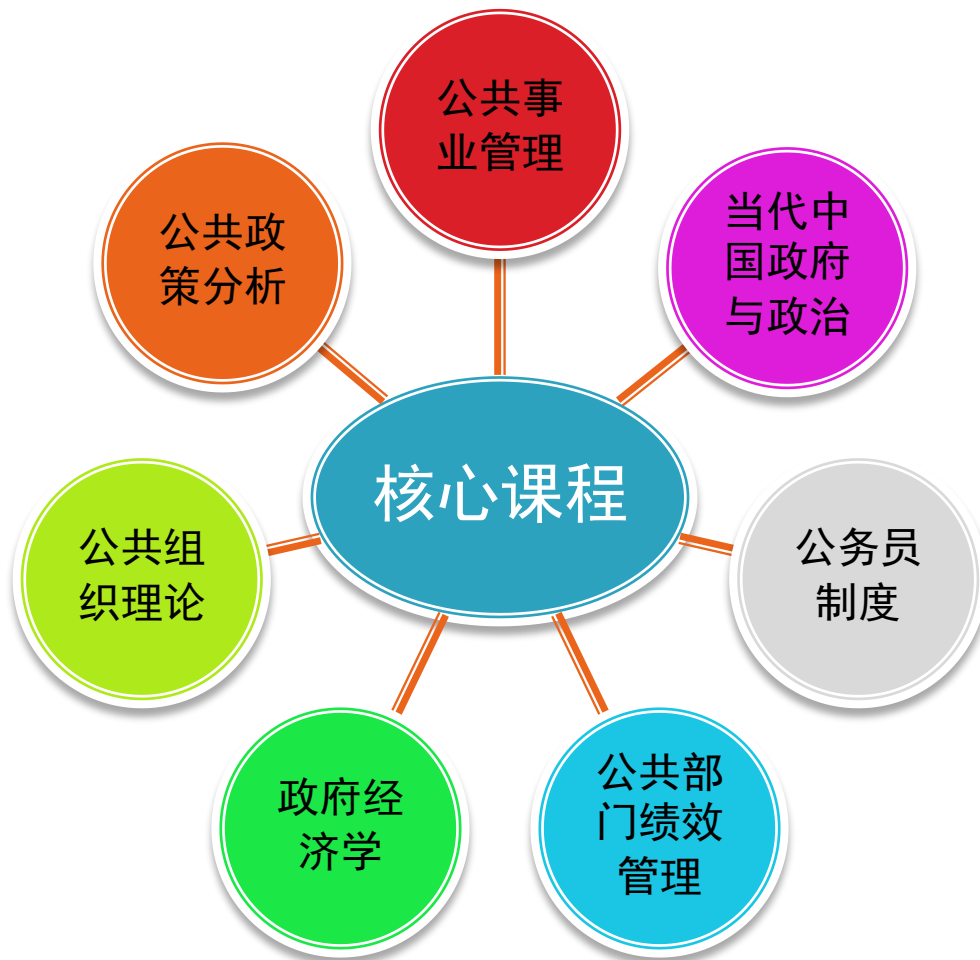 公共事
业管理
当代中
国政府
与政治
公务员
制度
公共部
门绩效
管理
政府经
济学
公共组
织理论
公共政
策分析
核心课程